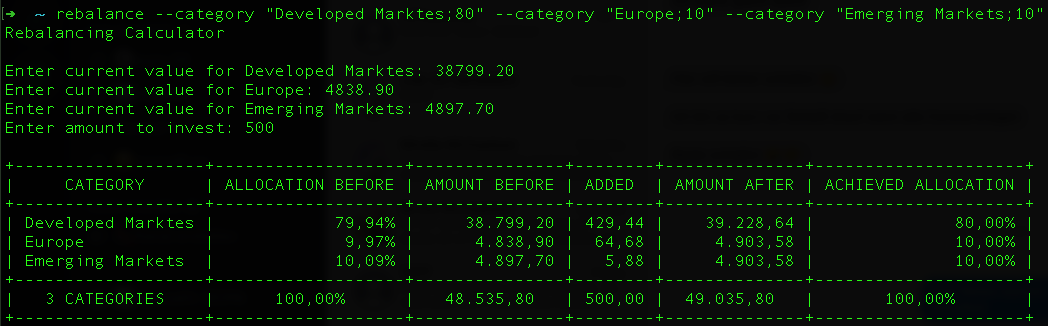 ➜  ~ rebalance --category "Developed Marktes;80" --category "Europe;10" --category "Emerging Markets;10"
Rebalancing Calculator
Enter current value for Developed Marktes: 38799.20
Enter current value for Europe: 4838.90
Enter current value for Emerging Markets: 4897.70
Enter amount to invest: 500
+--------------------+-------------------+---------------+--------+--------------+---------------------+
|      CATEGORY      | ALLOCATION BEFORE | AMOUNT BEFORE | ADDED  | AMOUNT AFTER | ACHIEVED ALLOCATION |
+--------------------+-------------------+---------------+--------+--------------+---------------------+
| Developed Marktes  |            79,94% |     38.799,20 | 429,44 |    39.228,64 |              80,00% |
| Europe             |             9,97% |      4.838,90 |  64,68 |     4.903,58 |              10,00% |
| Emerging Markets   |            10,09% |      4.897,70 |   5,88 |     4.903,58 |              10,00% |
+--------------------+-------------------+---------------+--------+--------------+---------------------+
|    3 CATEGORIES    |      100,00%      |   48.535,80   | 500,00 |  49.035,80   |       100,00%       |
+--------------------+-------------------+---------------+--------+--------------+---------------------+